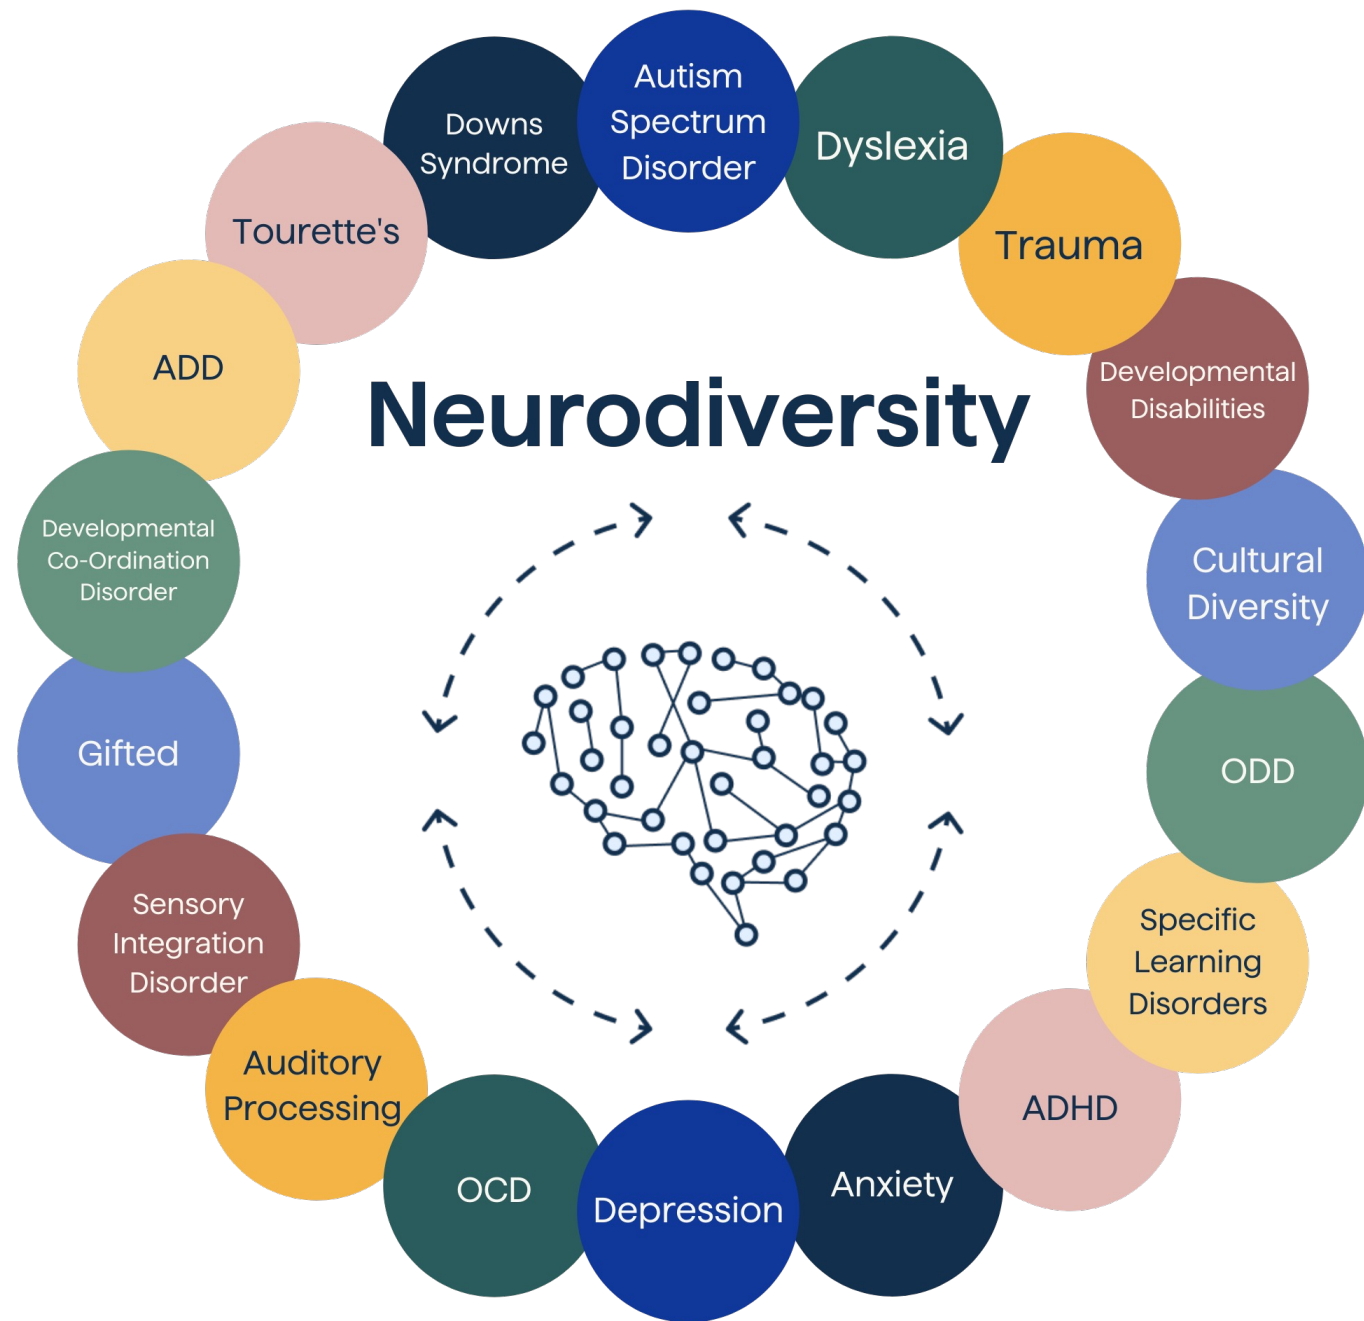 Autism
Spectrum
Disorder
Dyslexia
Trauma
Developmental
Disabilities
Cultural
Diversity
ODD
Specific
Learning
Disorders
ADHD
Anxiety
Depression
OCD
Auditory
Processing
Sensory
Integration
Disorder
Gifted
Developmental
Co-Ordination
Disorder
ADD
Tourette's
Downs
Syndrome
Neurodiversity